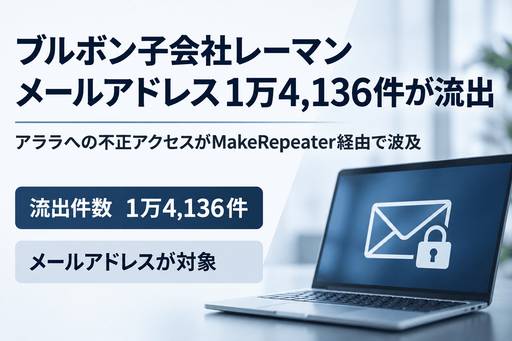 ブルボン子会社レーマン
メールアドレス1万4,136件が流出
アララへの不正アクセスがMakeRepeater経由で波及
流出件数 1万4,136件
メールアドレスが対象